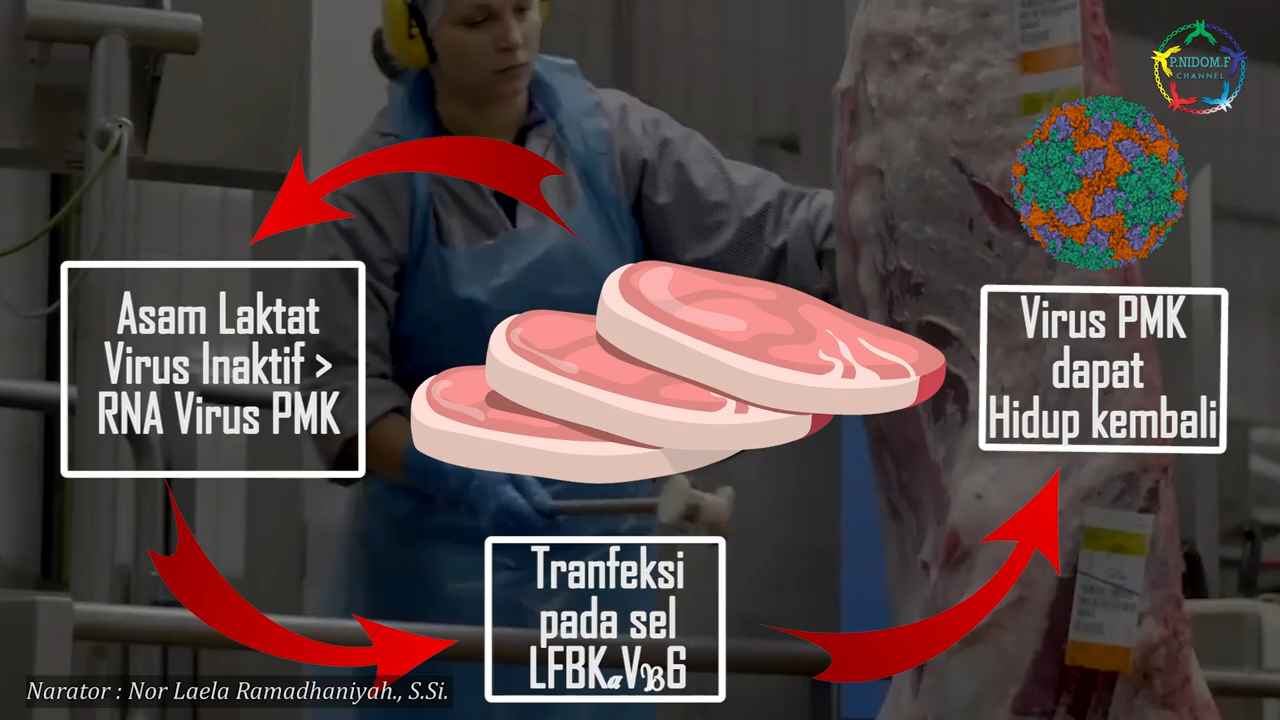 P.NIDOM.F
CHANNEL
Asam Laktat
Virus Inaktif >
RNA Virus PMK
Virus PMK
dapat
Hidup kembali
Tranfeksi
pada sel
LFBKαVβ6
Narator : Nor Laela Ramadhaniyah., S.Si.